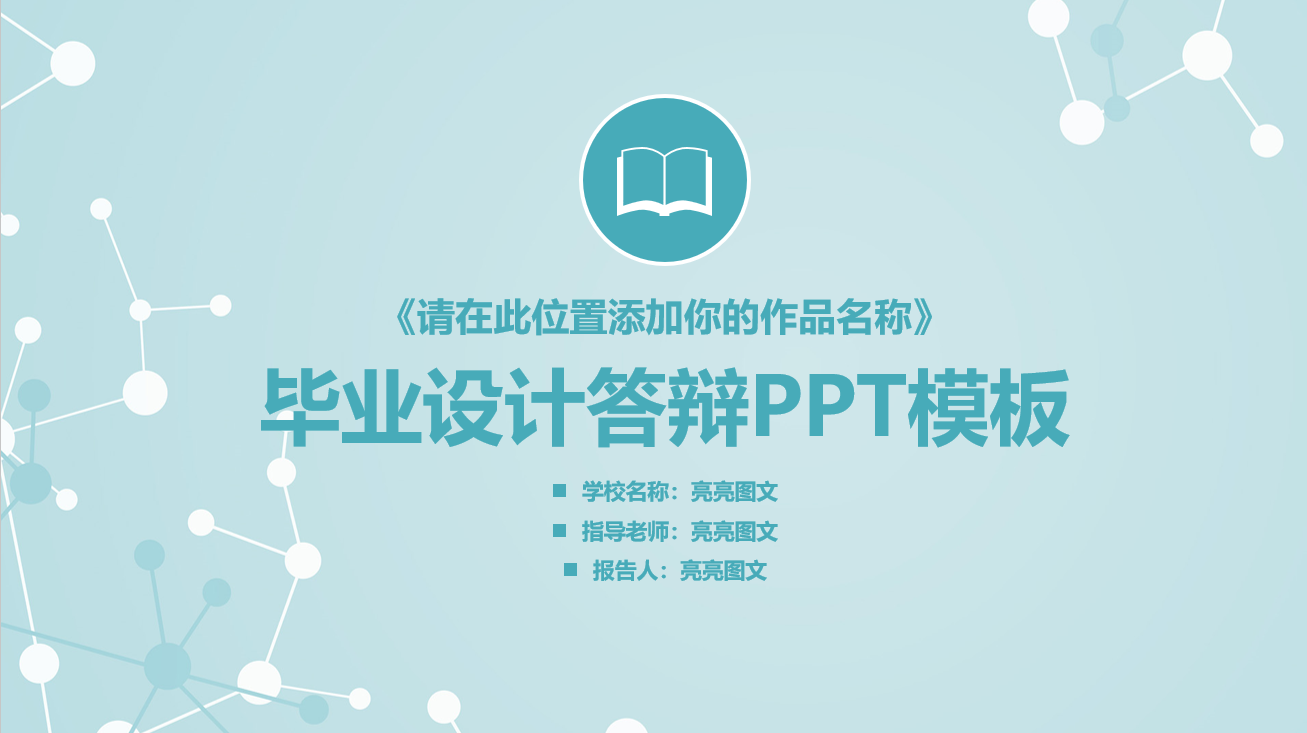 《请在此位置添加你的作品名称》
毕业设计答辩PPT模板
■ 学校名称：亮亮图文
■ 指导老师：亮亮图文
■ 报告人：亮亮图文